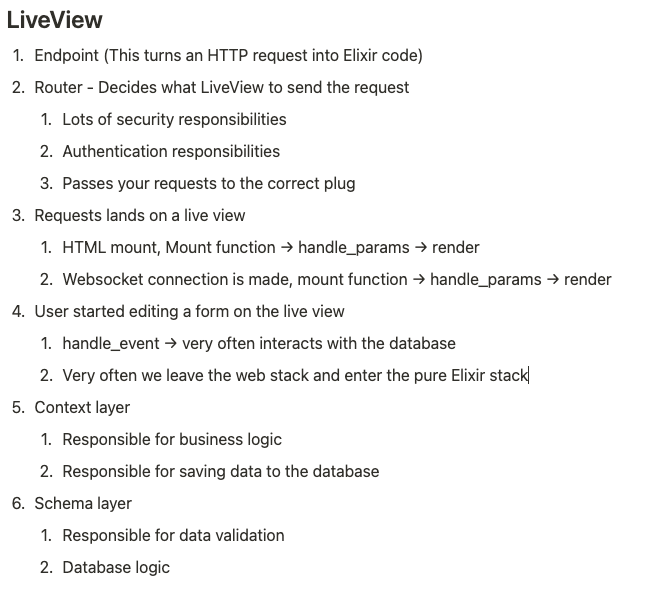 LiveView
1. Endpoint (This turns an HTTP request into Elixir code)
2. Router - Decides what LiveView to send the request
1. Lots of security responsibilities
2. Authentication responsibilities
3. Passes your requests to the correct plug
3. Requests lands on a live view
1. HTML mount, Mount function → handle_params → render
2. Websocket connection is made, mount function → handle_params → render
4. User started editing a form on the live view
1. handle_event → very often interacts with the database
2. Very often we leave the web stack and enter the pure Elixir stack
5. Context layer
1. Responsible for business logic
2. Responsible for saving data to the database
6. Schema layer
1. Responsible for data validation
2. Database logic